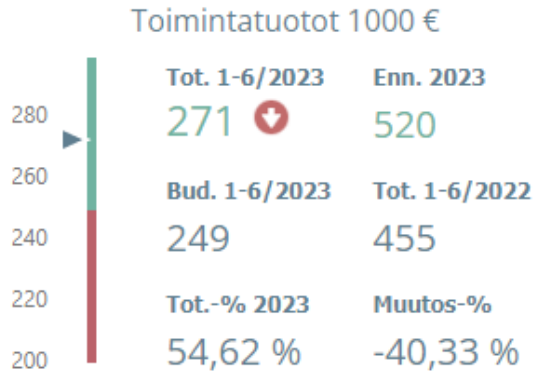 Toimintatuotot 1000 €
280
260
240
220
200
Tot. 1-6/2023 Enn. 2023
271 520
Bud. 1-6/2023 Tot. 1-6/2022
249 455
Tot.-% 2023 Muutos-%
54,62 % -40,33 %